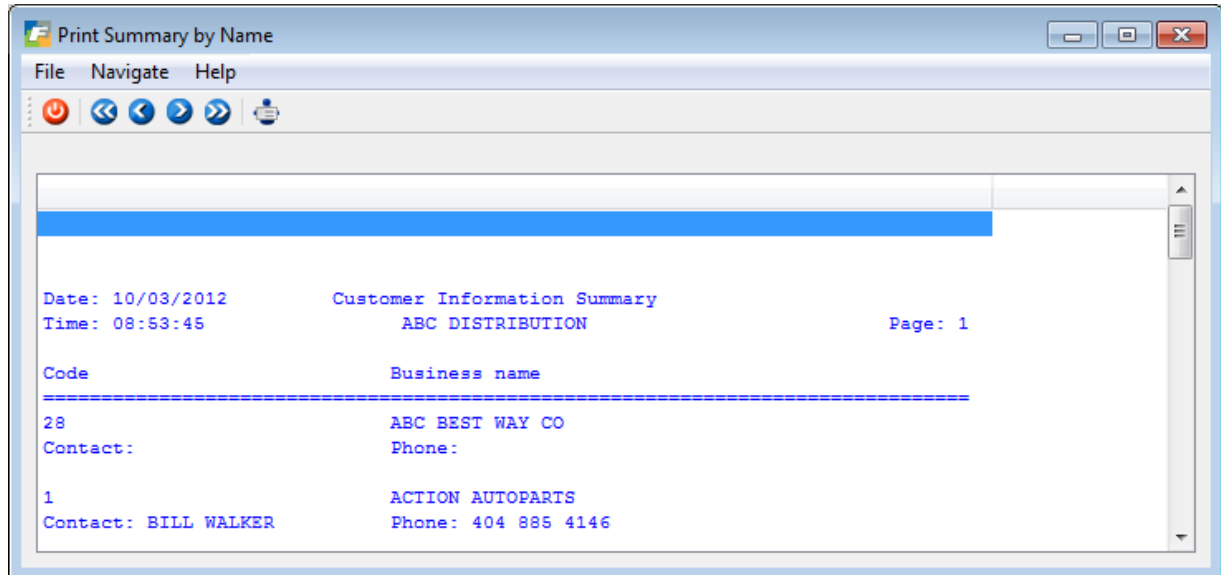 Print Summary by Name
File Navigate Help
Date: 10/03/2012 Customer Information Summary
Time: 08:53:45 ABC DISTRIBUTION Page: 1
Code Business name
================================================================================
28 ABC BEST WAY CO
Contact: Phone:
1 ACTION AUTOPARTS
Contact: BILL WALKER Phone: 404 885 4146